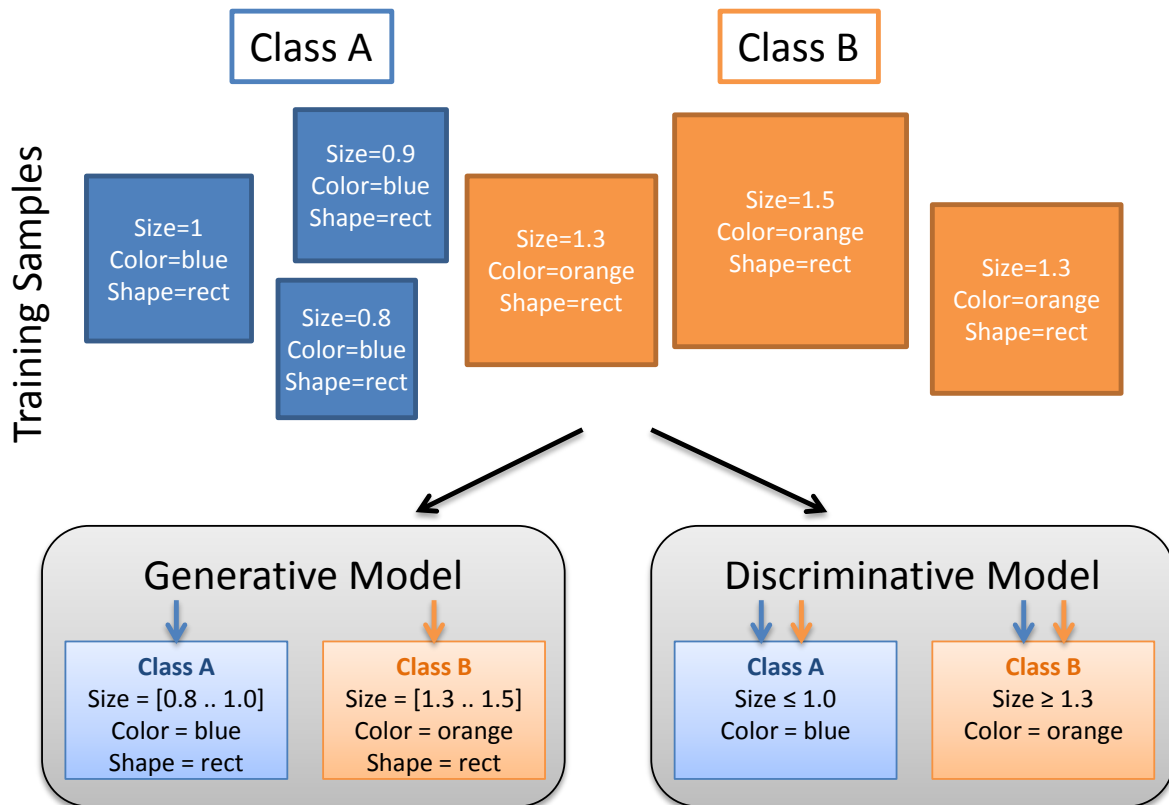 Class A
Class B
Training Samples
Size=1
Color=blue
Shape=rect
Size=0.9
Color=blue
Shape=rect
Size=0.8
Color=blue
Shape=rect
Size=1.3
Color=orange
Shape=rect
Size=1.5
Color=orange
Shape=rect
Size=1.3
Color=orange
Shape=rect
Generative Model
Class A
Size = [0.8 .. 1.0]
Color = blue
Shape = rect
Class B
Size = [1.3 .. 1.5]
Color = orange
Shape = rect
Discriminative Model
Class A
Size ≤ 1.0
Color = blue
Class B
Size ≥ 1.3
Color = orange